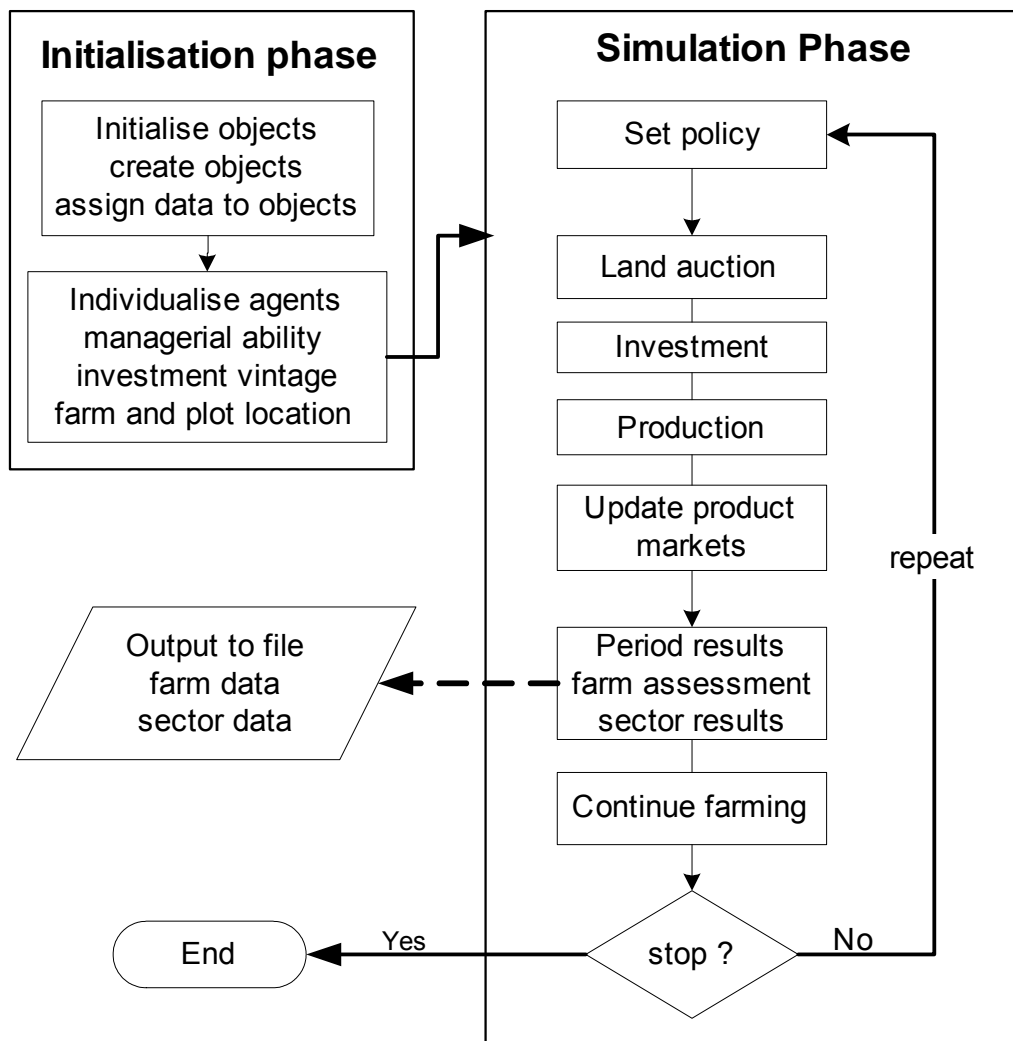 Initialisation phase
Initialise objects
create objects
assign data to objects
Individualise agents
managerial ability
investment vintage
farm and plot location
Simulation Phase
Set policy
Land auction
Investment
Production
Update product
markets
repeat
Period results
farm assessment
sector results
Output to file
farm data
sector data
Continue farming
stop ?
No
Yes
End